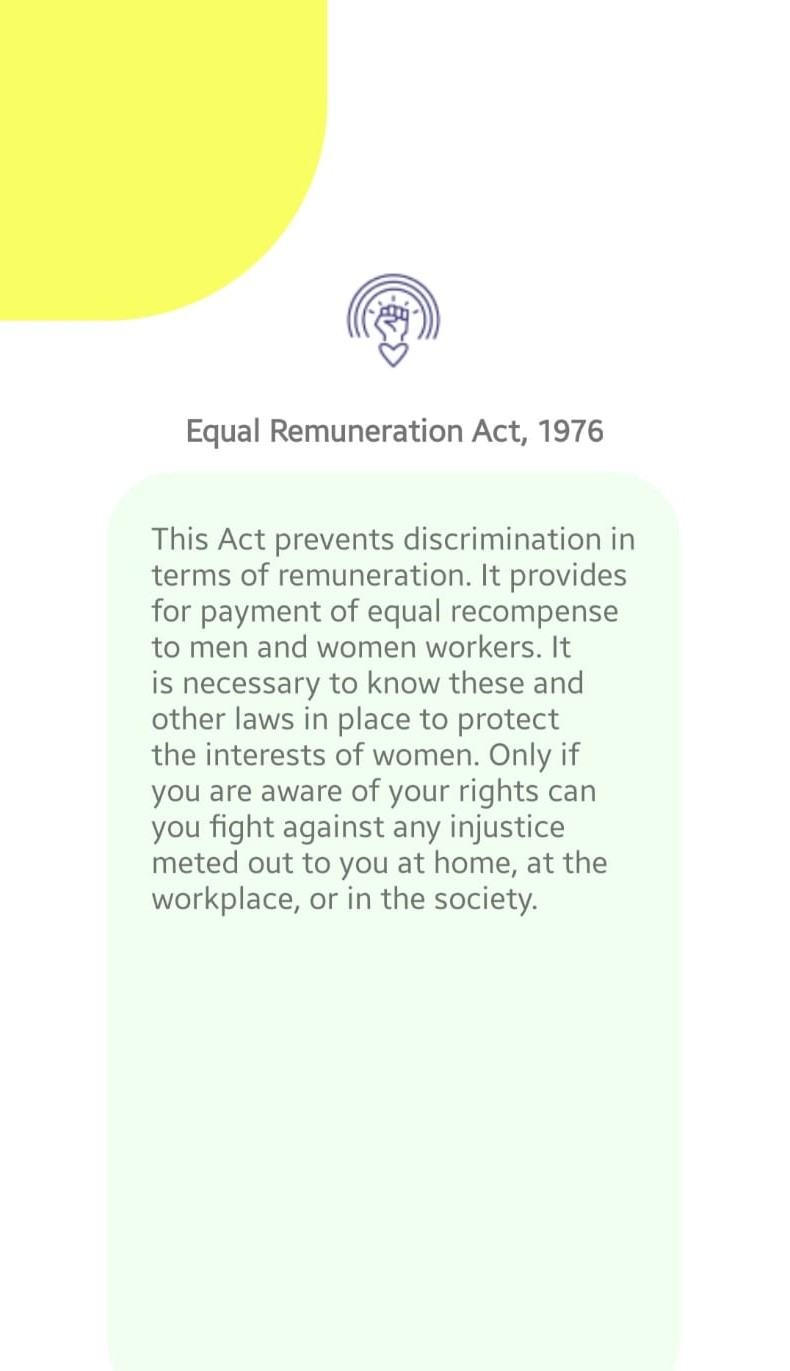 Equal Remuneration Act, 1976
This Act prevents discrimination in
terms of remuneration. It provides
for payment of equal recompense
to men and women workers. It
is necessary to know these and
other laws in place to protect
the interests of women. Only if
you are aware of your rights can
you fight against any injustice
meted out to you at home, at the
workplace, or in the society.